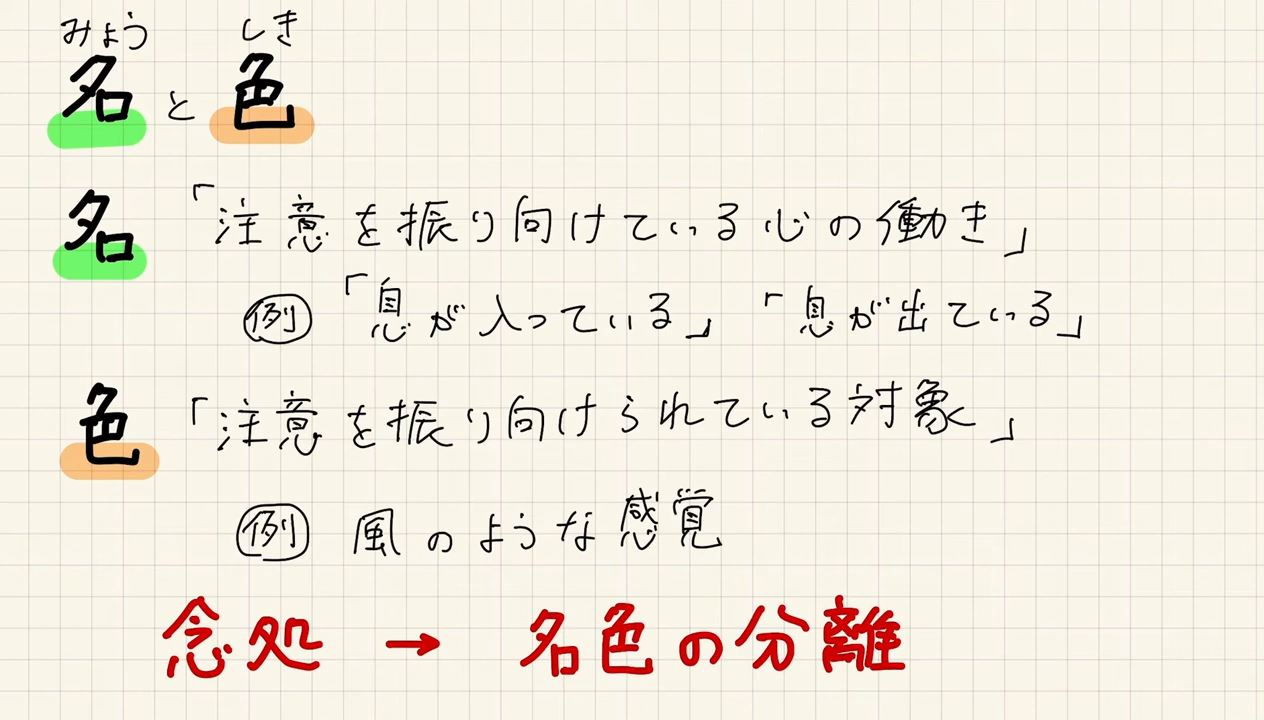 みょう しき
名と色
名 「注意を振り向けている心の働き」
例 「息が入っている」 「息が出ている」
色 「注意を振り向けられている対象」
例 風のような感覚
念処 → 名色の分離